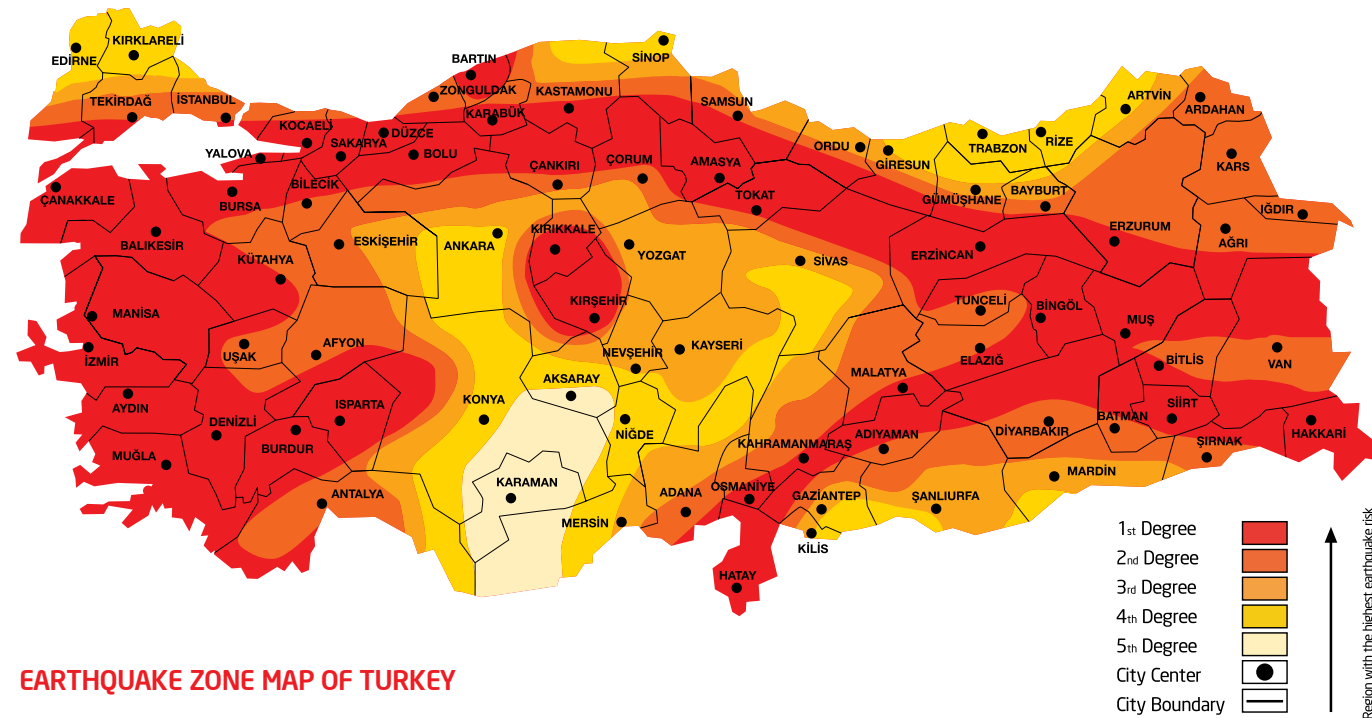 KIRKLARELİ
EDİRNE
TEKİRDAĞ
İSTANBUL
BARTIN
ZONGULDAK
KARABÜK
KASTAMONU
SİNOP
SAMSUN
KOCAELİ
SAKARYA
DÜZCE
BOLU
YALOVA
BİLECİK
BURSA
ÇANAKKALE
BALIKESİR
ÇANKIRI
ÇORUM
AMASYA
TOKAT
ORDU
GİRESUN
TRABZON
RİZE
ARTVİN
ARDAHAN
KARS
IĞDIR
AĞRI
ERZURUM
BAYBURT
GÜMÜŞHANE
ERZİNCAN
ESKİŞEHİR
KÜTAHYA
ANKARA
KIRIKKALE
YOZGAT
SİVAS
KIRŞEHİR
TUNCELİ
BİNGÖL
MUŞ
BİTLİS
VAN
MANİSA
İZMİR
UŞAK
AFYON
NEVŞEHİR
KAYSERİ
MALATYA
ELAZIĞ
AYDIN
DENİZLİ
ISPARTA
BURDUR
KONYA
AKSARAY
NİĞDE
KAHRAMANMARAŞ
ADIYAMAN
DİYARBAKIR
BATMAN
SİİRT
ŞIRNAK
HAKKARİ
MUĞLA
ANTALYA
KARAMAN
MERSİN
ADANA
OSMANİYE
GAZİANTEP
ŞANLIURFA
MARDİN
KİLİS
HATAY
1st Degree
2nd Degree
3rd Degree
4th Degree
5th Degree
City Center
City Boundary
Region with the highest earthquake risk
EARTHQUAKE ZONE MAP OF TURKEY